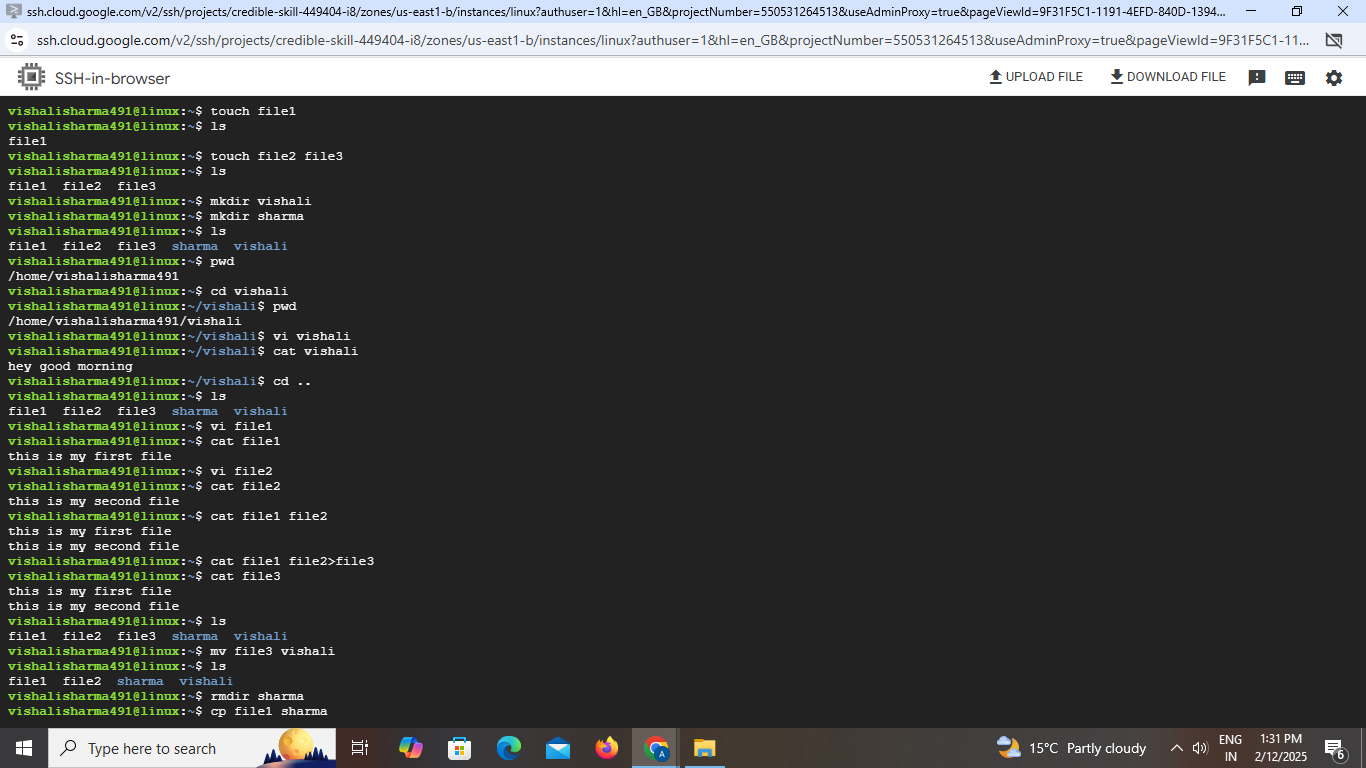 ssh.cloud.google.com/v2/ssh/projects/credible-skill-449404-i8/zones/us-east1-b/instances/linux?authuser=1&hl=en_GB&projectNumber=550531264513&useAdminProxy=true&pageViewId=9F31F5C1-1191-4EFD-840D-1394...
ssh.cloud.google.com/v2/ssh/projects/credible-skill-449404-i8/zones/us-east1-b/instances/linux?authuser=1&hl=en_GB&projectNumber=550531264513&useAdminProxy=true&pageViewId=9F31F5C1-11...
SSH-in-browser UPLOAD FILE DOWNLOAD FILE
vishalisharma491@linux:~$ touch file1
vishalisharma491@linux:~$ ls
file1
vishalisharma491@linux:~$ touch file2 file3
vishalisharma491@linux:~$ ls
file1  file2  file3
vishalisharma491@linux:~$ mkdir vishali
vishalisharma491@linux:~$ mkdir sharma
vishalisharma491@linux:~$ ls
file1  file2  file3  sharma  vishali
vishalisharma491@linux:~$ pwd
/home/vishalisharma491
vishalisharma491@linux:~$ cd vishali
vishalisharma491@linux:~/vishali$ pwd
/home/vishalisharma491/vishali
vishalisharma491@linux:~/vishali$ vi vishali
vishalisharma491@linux:~/vishali$ cat vishali
hey good morning
vishalisharma491@linux:~/vishali$ cd ..
vishalisharma491@linux:~$ ls
file1  file2  file3  sharma  vishali
vishalisharma491@linux:~$ vi file1
vishalisharma491@linux:~$ cat file1
this is my first file
vishalisharma491@linux:~$ vi file2
vishalisharma491@linux:~$ cat file2
this is my second file
vishalisharma491@linux:~$ cat file1 file2
this is my first file
this is my second file
vishalisharma491@linux:~$ cat file1 file2>file3
vishalisharma491@linux:~$ cat file3
this is my first file
this is my second file
vishalisharma491@linux:~$ ls
file1  file2  file3  sharma  vishali
vishalisharma491@linux:~$ mv file3 vishali
vishalisharma491@linux:~$ ls
file1  file2  sharma  vishali
vishalisharma491@linux:~$ rmdir sharma
vishalisharma491@linux:~$ cp file1 sharma
Type here to search
A
15°C Partly cloudy
ENG
IN
1:31 PM
2/12/2025
6